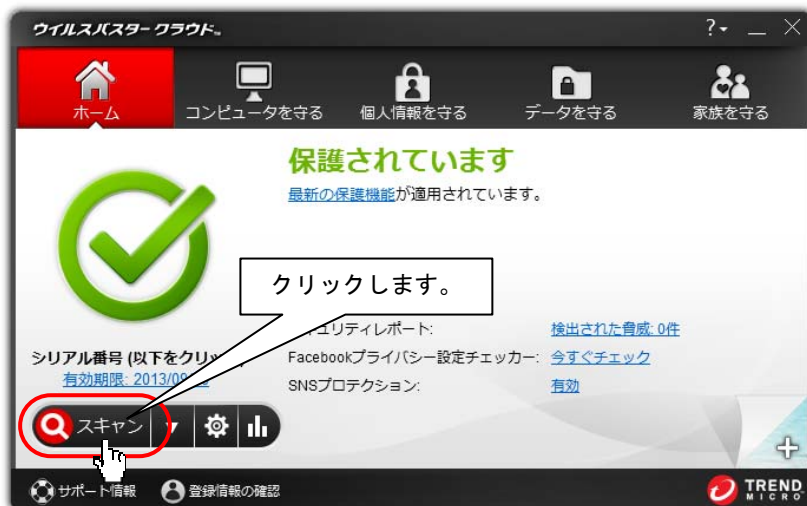 ウイルスバスター クラウド™
?
ホーム
コンピュータを守る
個人情報を守る
データを守る
家族を守る
保護されています
最新の保護機能が適用されています。
クリックします。
ュリティレポート: 検出された脅威: 0件
シリアル番号 (以下をクリッ
Facebookプライバシー設定チェッカー: 今すぐチェック
有効期限: 2013/09
SNSプロテクション: 有効
スキャン
サポート情報
登録情報の確認
TREND
MICRO